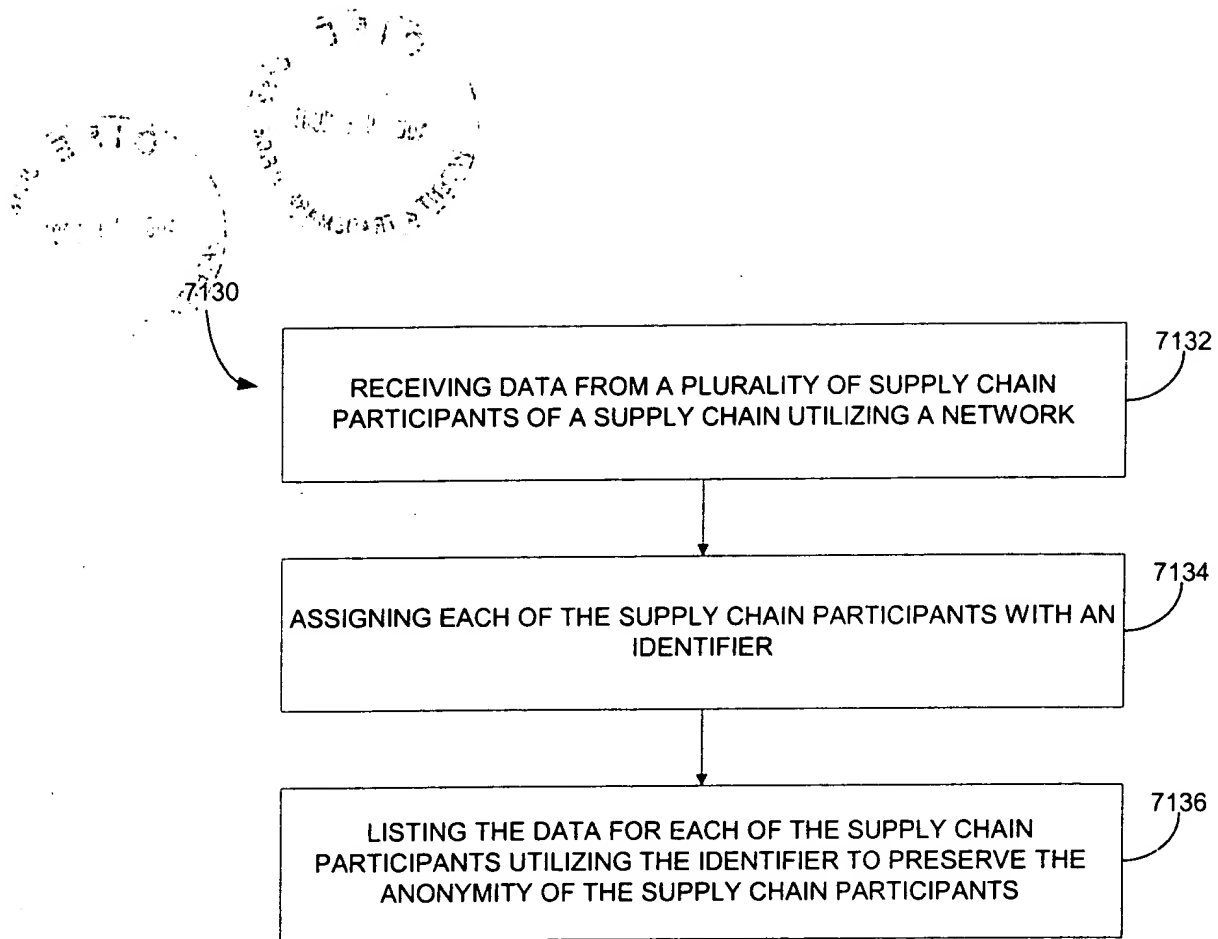 7130
7132
RECEIVING DATA FROM A PLURALITY OF SUPPLY CHAIN
PARTICIPANTS OF A SUPPLY CHAIN UTILIZING A NETWORK
7134
ASSIGNING EACH OF THE SUPPLY CHAIN PARTICIPANTS WITH AN
IDENTIFIER
7136
LISTING THE DATA FOR EACH OF THE SUPPLY CHAIN
PARTICIPANTS UTILIZING THE IDENTIFIER TO PRESERVE THE
ANONYMITY OF THE SUPPLY CHAIN PARTICIPANTS